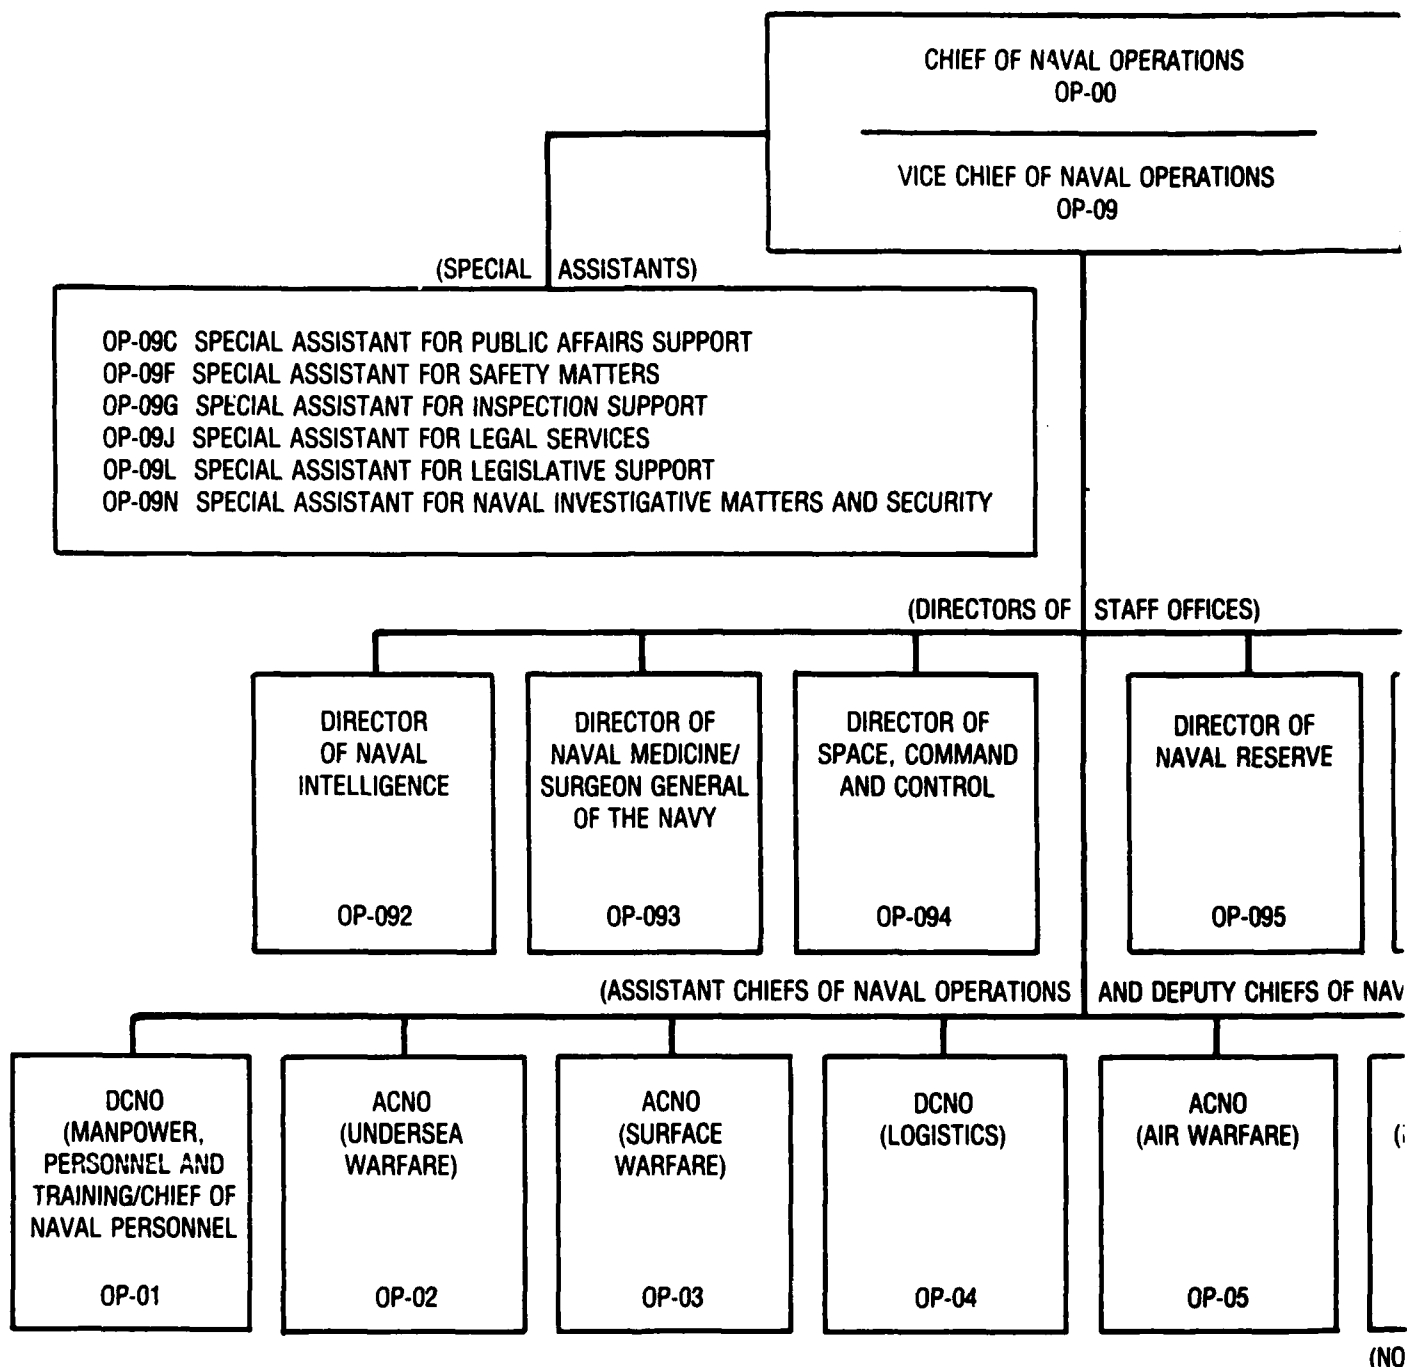 CHIEF OF NAVAL OPERATIONS
OP-00
VICE CHIEF OF NAVAL OPERATIONS
OP-09
(SPECIAL ASSISTANTS)
OP-09C SPECIAL ASSISTANT FOR PUBLIC AFFAIRS SUPPORT
OP-09F SPECIAL ASSISTANT FOR SAFETY MATTERS
OP-09G SPECIAL ASSISTANT FOR INSPECTION SUPPORT
OP-09J SPECIAL ASSISTANT FOR LEGAL SERVICES
OP-09L SPECIAL ASSISTANT FOR LEGISLATIVE SUPPORT
OP-09N SPECIAL ASSISTANT FOR NAVAL INVESTIGATIVE MATTERS AND SECURITY
(DIRECTORS OF STAFF OFFICES)
DIRECTOR
OF NAVAL
INTELLIGENCE
OP-092
DIRECTOR OF
NAVAL MEDICINE/
SURGEON GENERAL
OF THE NAVY
OP-093
DIRECTOR OF
SPACE, COMMAND
AND CONTROL
OP-094
DIRECTOR OF
NAVAL RESERVE
OP-095
(ASSISTANT CHIEFS OF NAVAL OPERATIONS AND DEPUTY CHIEFS OF NAV
DCNO
(MANPOWER,
PERSONNEL AND
TRAINING/CHIEF OF
NAVAL PERSONNEL
OP-01
ACNO
(UNDERSEA
WARFARE)
OP-02
ACNO
(SURFACE
WARFARE)
OP-03
DCNO
(LOGISTICS)
OP-04
ACNO
(AIR WARFARE)
OP-05
(NO